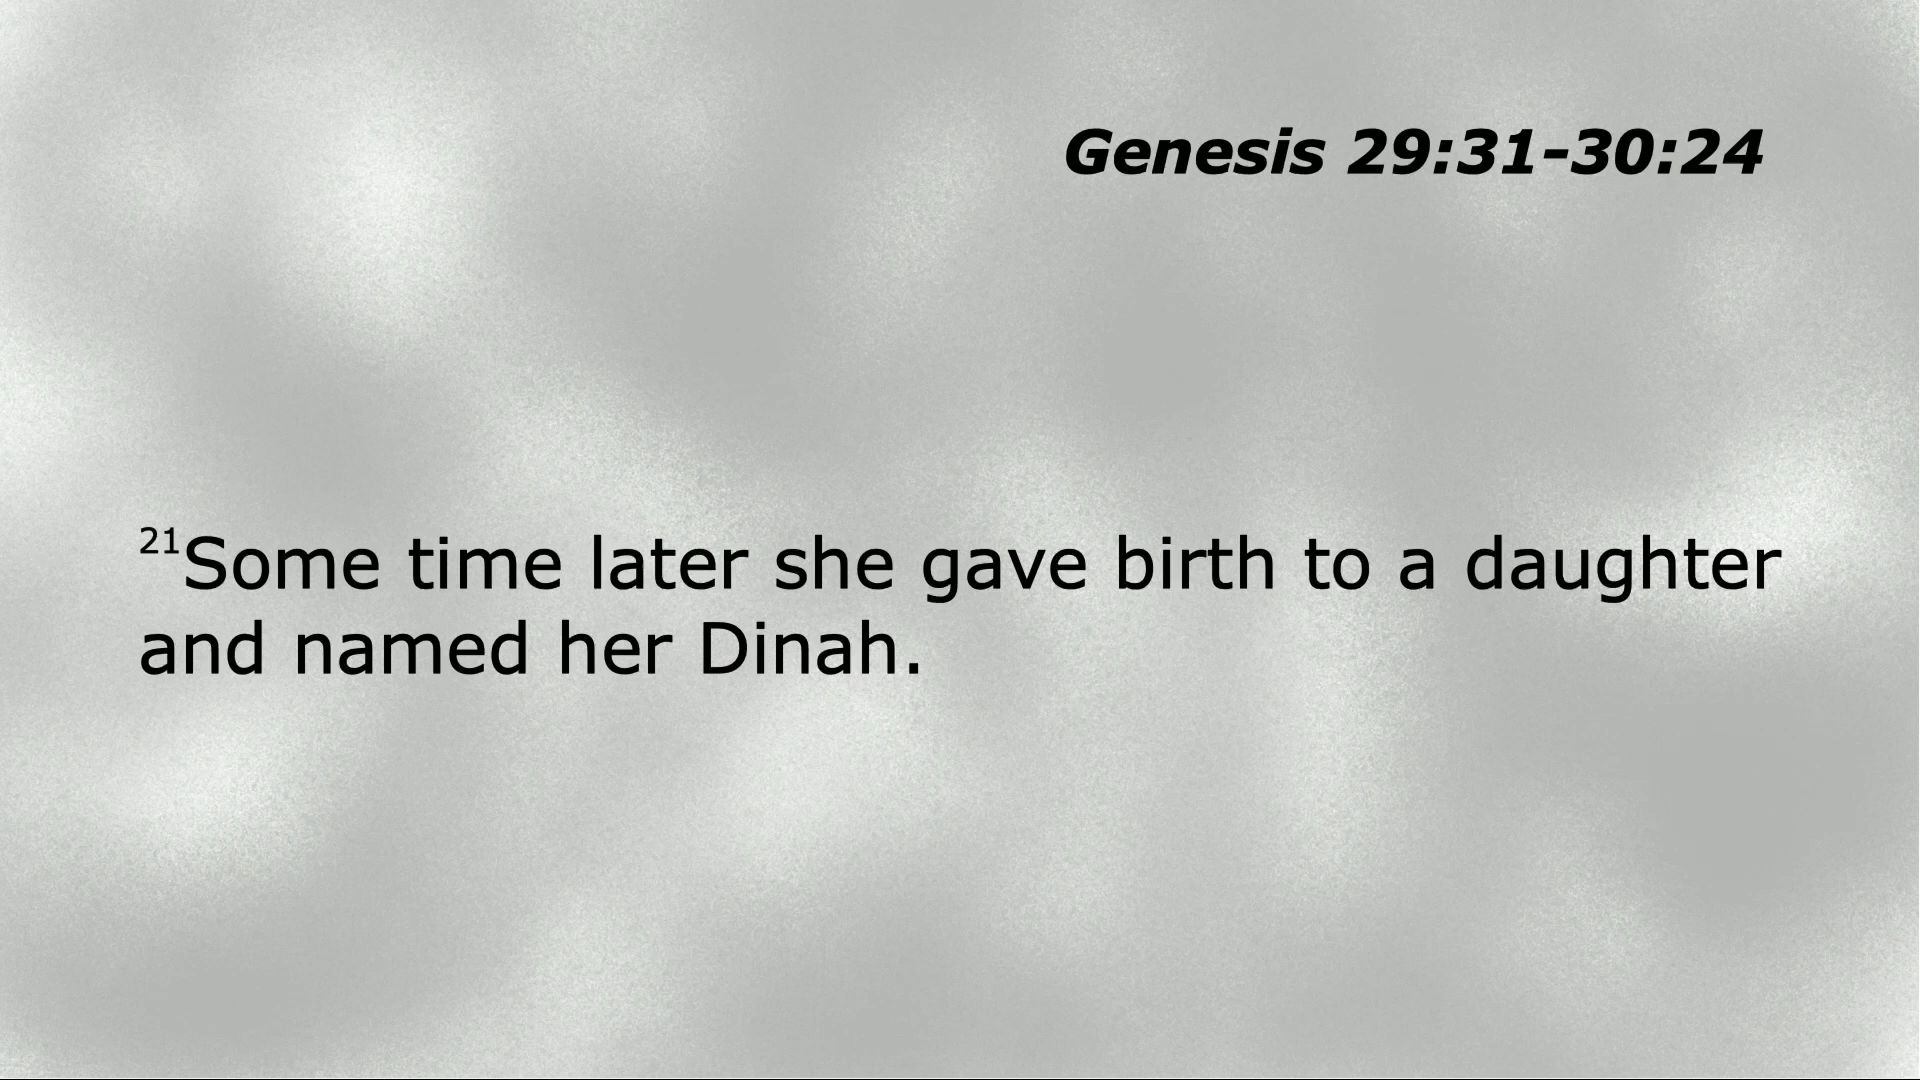 Genesis 29:31-30:24
21Some time later she gave birth to a daughter
and named her Dinah.